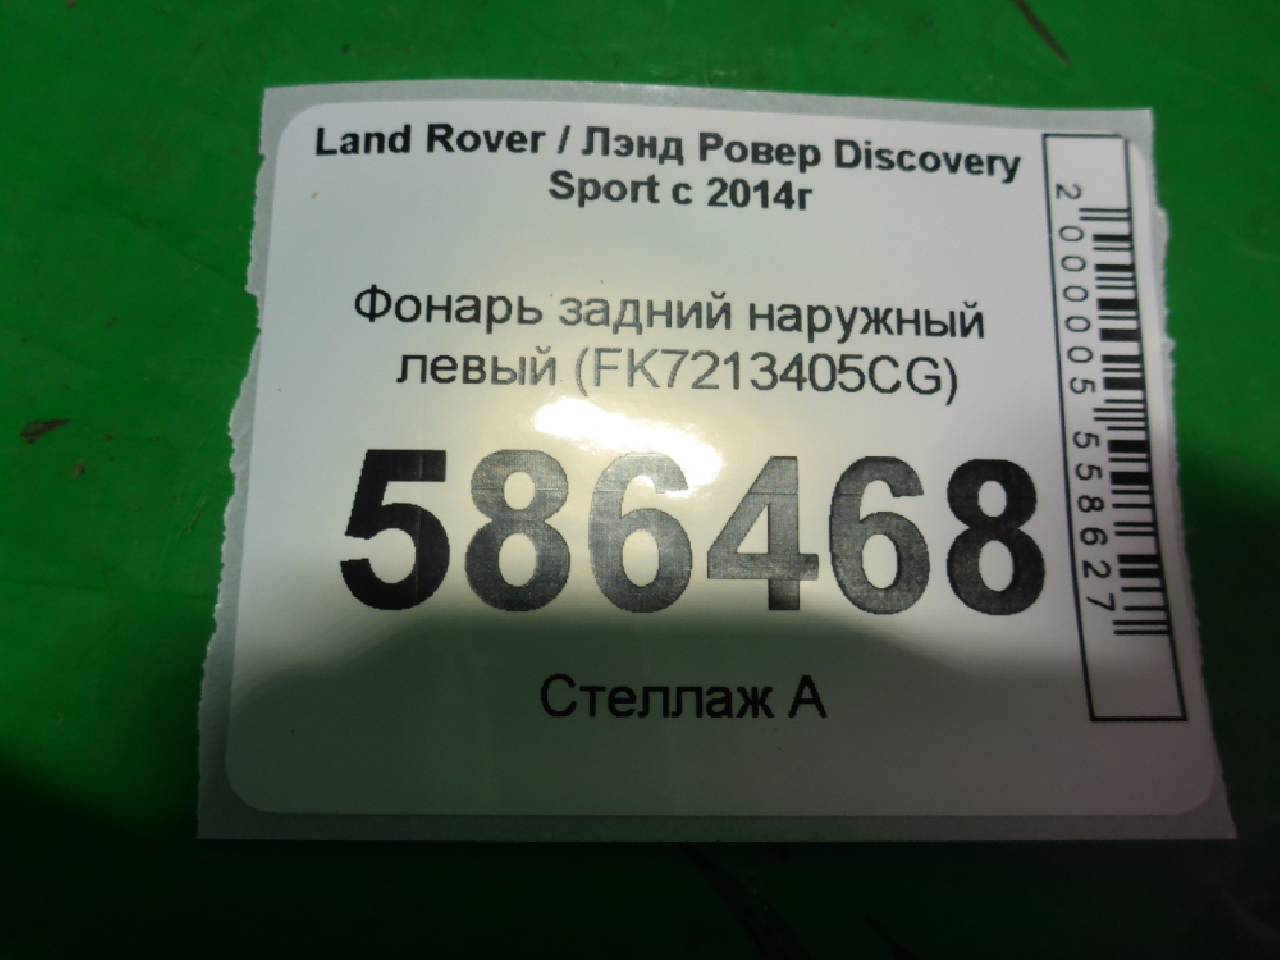 Land Rover / Лэнд Ровер Discovery
Sport с 2014г
Фонарь задний наружный
левый (FK7213405CG)
586468
Стеллаж А
2000005558627